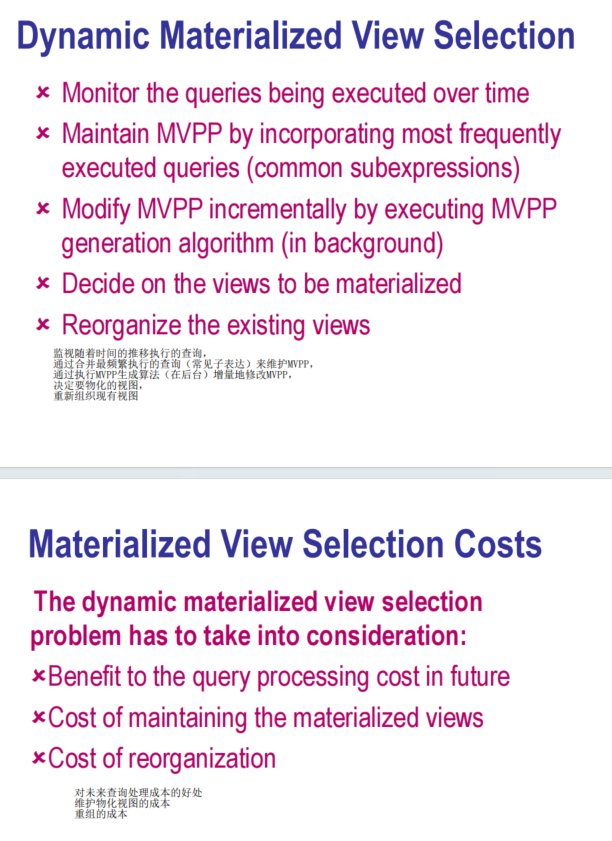 Dynamic Materialized View Selection
× Monitor the queries being executed over time
× Maintain MVPP by incorporating most frequently
executed queries (common subexpressions)
× Modify MVPP incrementally by executing MVPP
generation algorithm (in background)
× Decide on the views to be materialized
× Reorganize the existing views
监视随着时间的推移执行的查询，
通过合并最频繁执行的查询（常见子表达）来维护MVPP，
通过执行MVPP生成算法（在后台）增量地修改MVPP，
决定要物化的视图，
重新组织现有视图
Materialized View Selection Costs
The dynamic materialized view selection
problem has to take into consideration:
×Benefit to the query processing cost in future
×Cost of maintaining the materialized views
×Cost of reorganization
对未来查询处理成本的好处
维护物化视图的成本
重组的成本